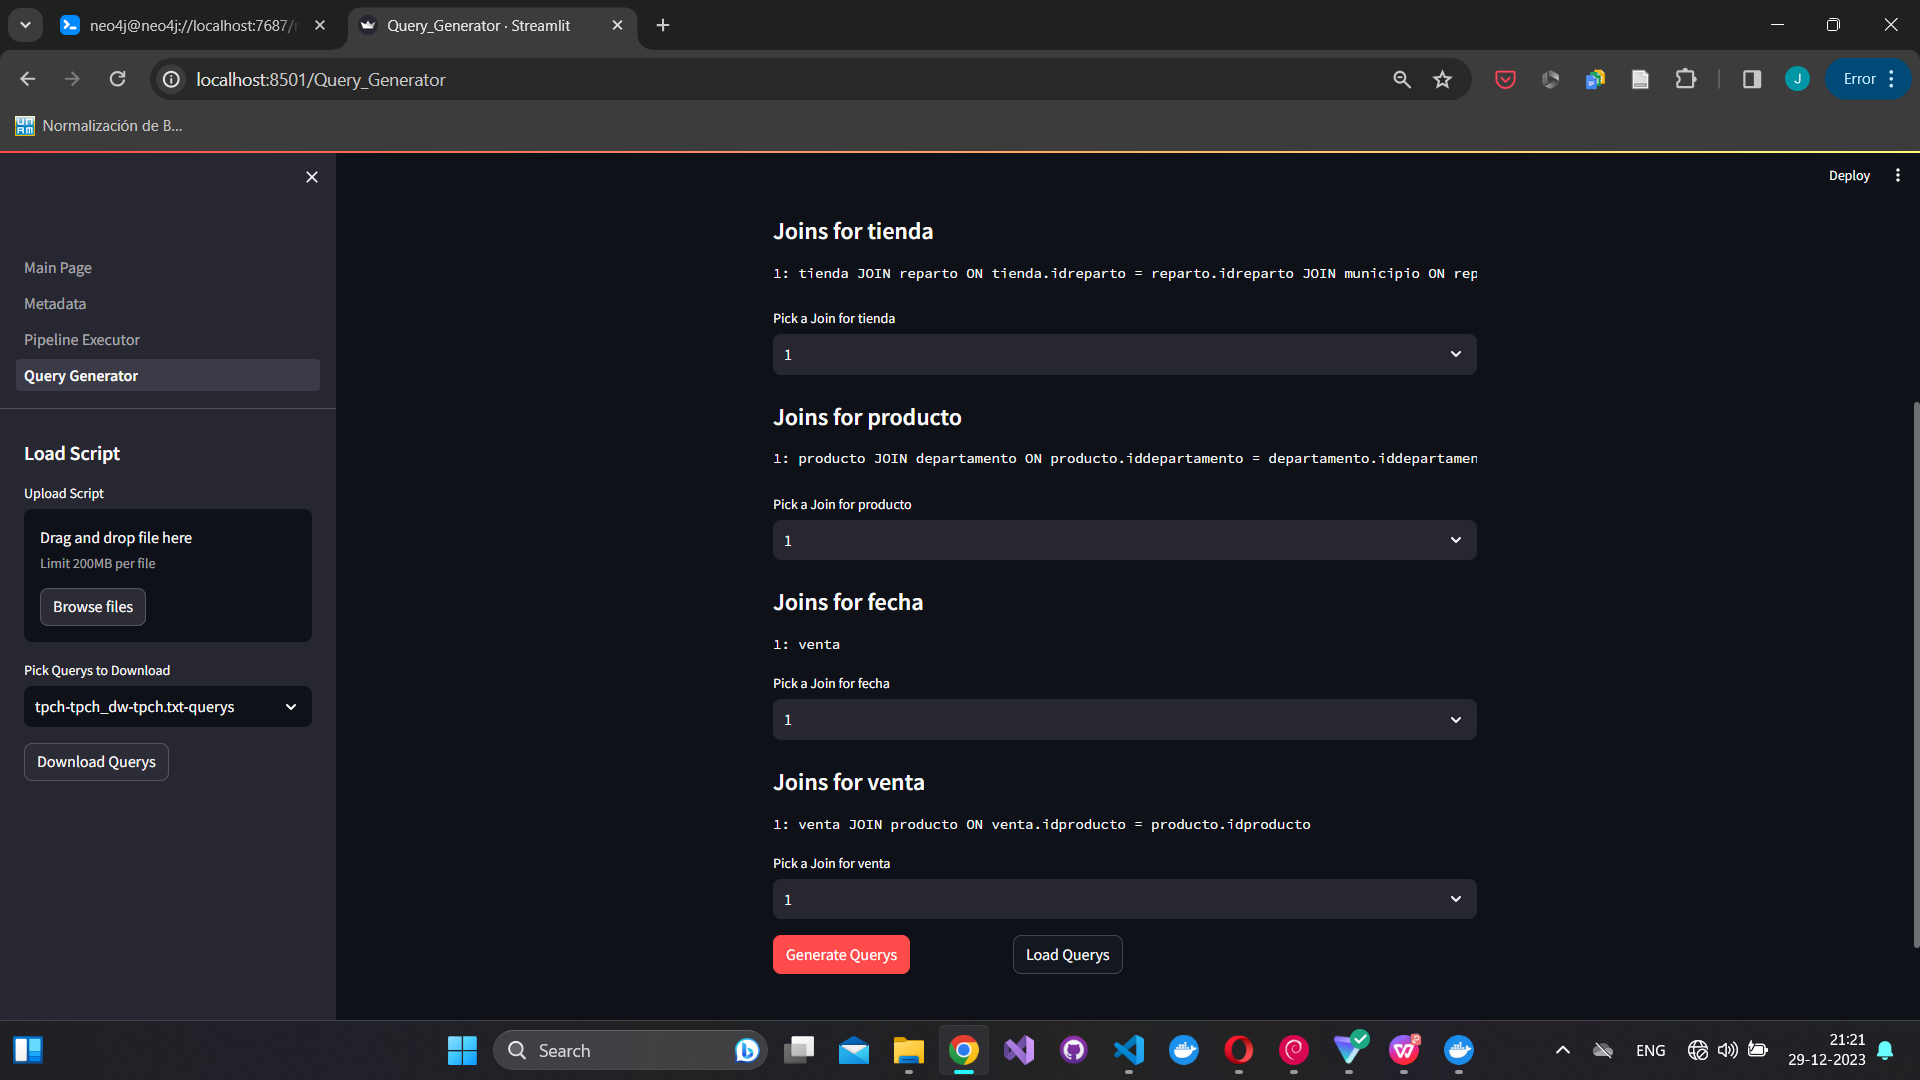 neo4j@neo4j://localhost:7687/
Query_Generator · Streamlit
localhost:8501/Query_Generator
J
Error
Normalización de B...
Deploy
Main Page
Metadata
Pipeline Executor
Query Generator
Load Script
Upload Script
Drag and drop file here
Limit 200MB per file
Browse files
Pick Querys to Download
tpch-tpch_dw-tpch.txt-querys
Download Querys
Joins for tienda
1: tienda JOIN reparto ON tienda.idreparto = reparto.idreparto JOIN municipio ON rep
Pick a Join for tienda
1
Joins for producto
1: producto JOIN departamento ON producto.iddepartamento = departamento.iddepartamen
Pick a Join for producto
1
Joins for fecha
1: venta
Pick a Join for fecha
1
Joins for venta
1: venta JOIN producto ON venta.idproducto = producto.idproducto
Pick a Join for venta
1
Generate Querys
Load Querys
Search
ENG
21:21
29-12-2023